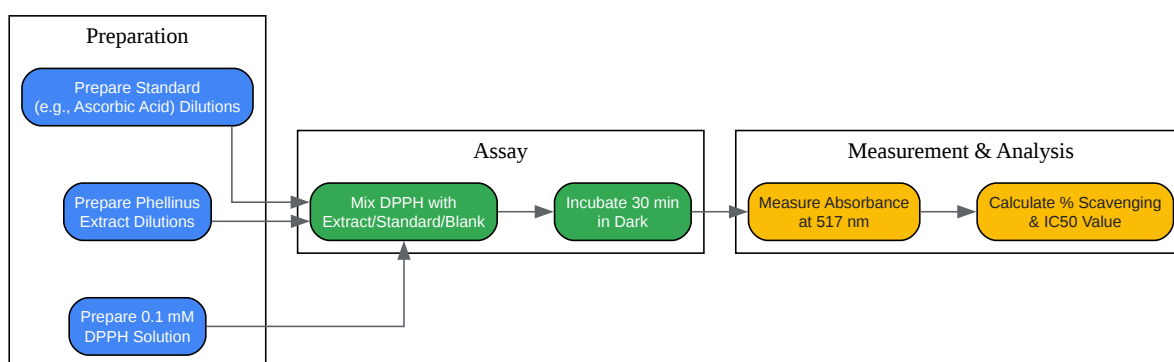 Preparation
Prepare Standard
(e.g., Ascorbic Acid) Dilutions
Prepare Phellinus
Extract Dilutions
Prepare 0.1 mM
DPPH Solution
Assay
Mix DPPH with
Extract/Standard/Blank
Incubate 30 min
in Dark
Measurement & Analysis
Measure Absorbance
at 517 nm
Calculate % Scavenging
& IC50 Value